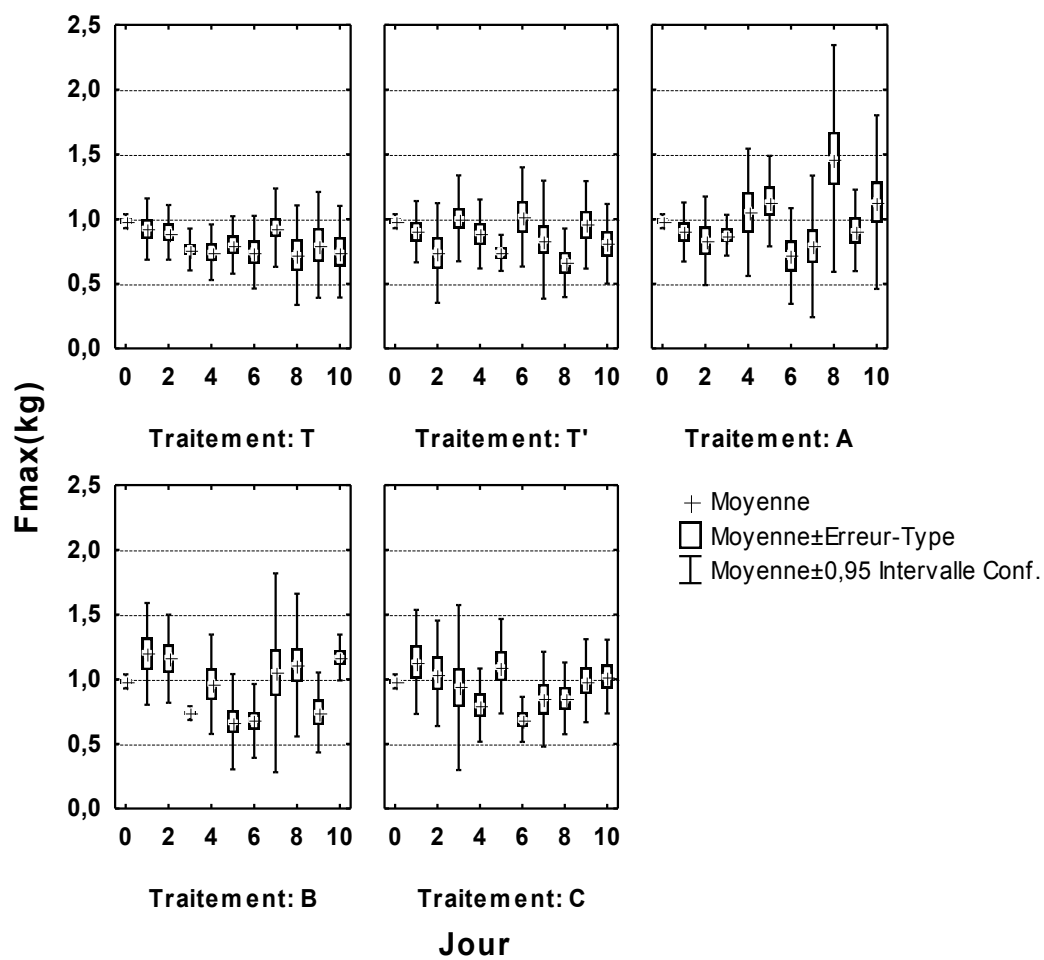 2,5
2,0
1,5
1,0
0,5
0,0
0 2 4 6 8 10
0 2 4 6 8 10
0 2 4 6 8 10
Traitement: T
Traitement: T'
Traitement: A
Fmax(kg)
2,5
2,0
1,5
1,0
0,5
0,0
0 2 4 6 8 10
0 2 4 6 8 10
Traitement: B
Traitement: C
Moyenne
Moyenne±Erreur-Type
Moyenne±0,95 Intervalle Conf.
Jour